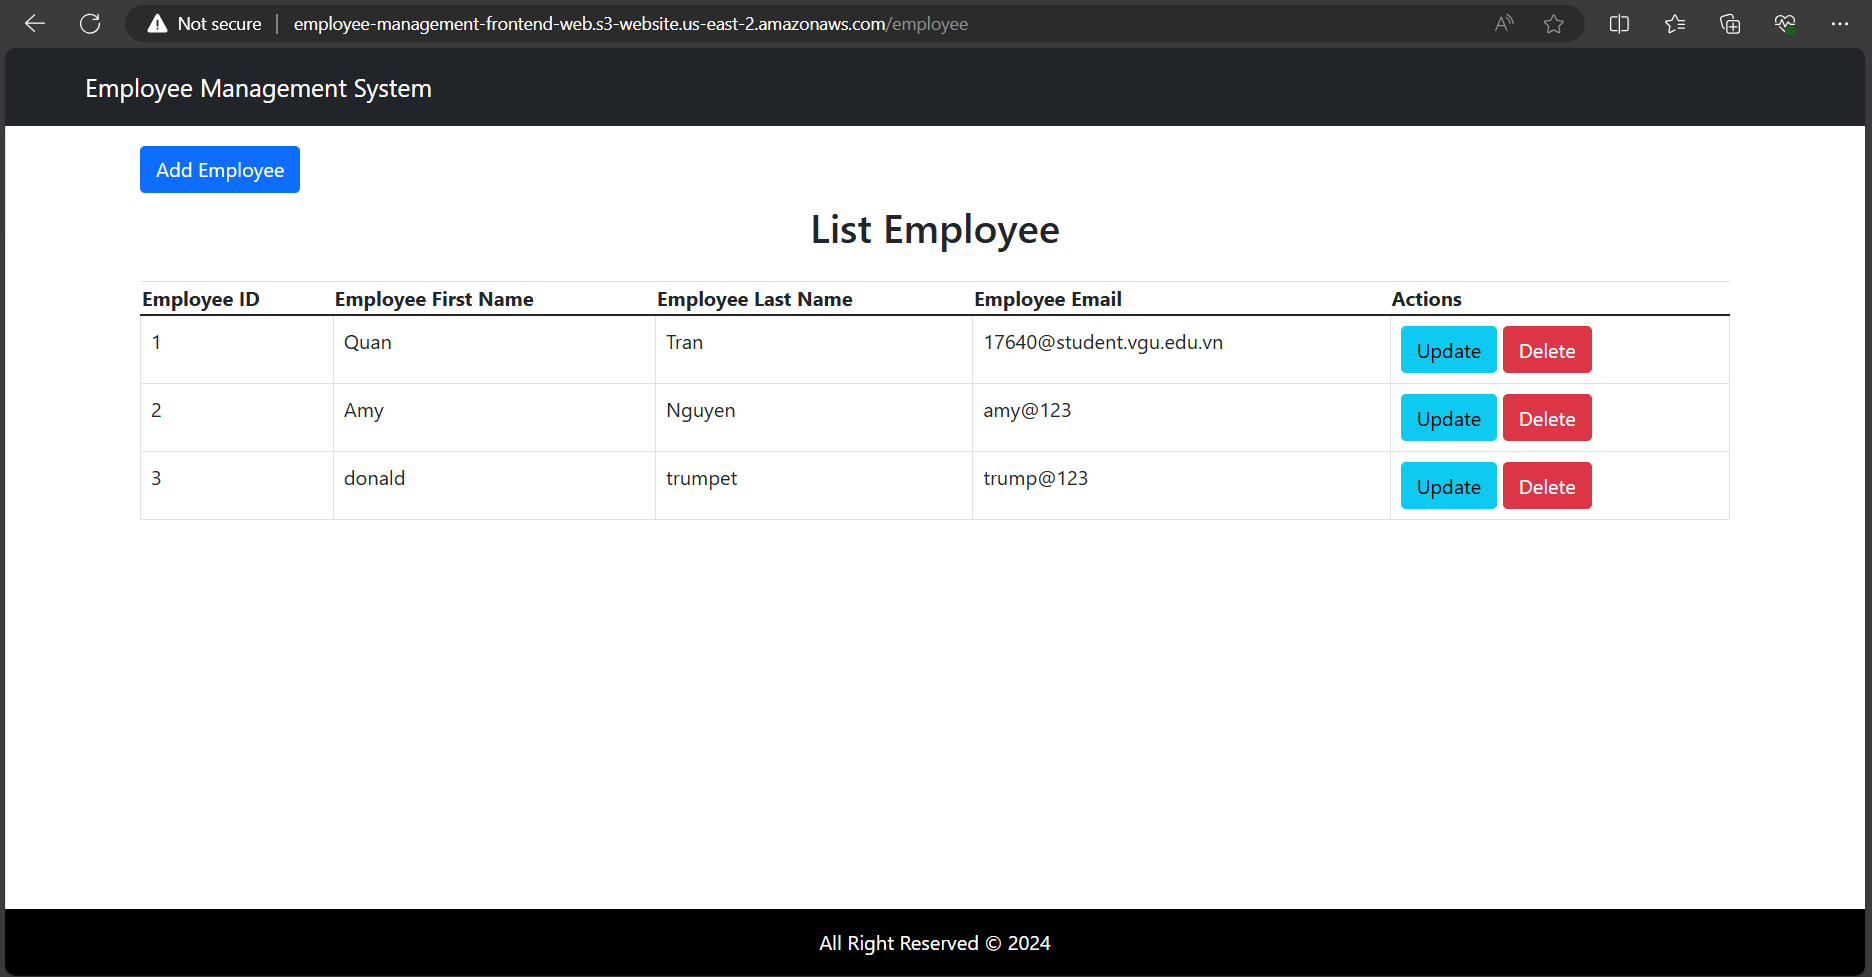 Not secure | employee-management-frontend-web.s3-website.us-east-2.amazonaws.com/employee
Employee Management System
Add Employee
List Employee
Employee ID Employee First Name Employee Last Name Employee Email Actions
1 Quan Tran 17640@student.vgu.edu.vn Update Delete
2 Amy Nguyen amy@123 Update Delete
3 donald trumpet trump@123 Update Delete
All Right Reserved © 2024